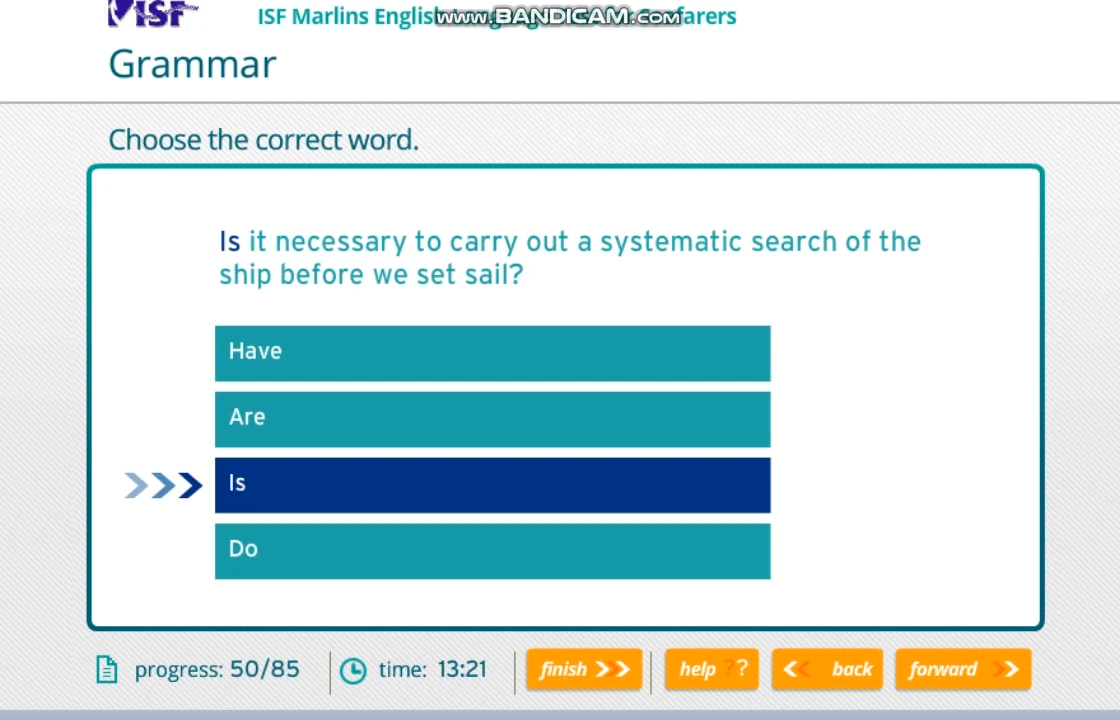 ISF
ISF Marlins English farers
www.BANDICAM.com
Grammar
Choose the correct word.
Is it necessary to carry out a systematic search of the
ship before we set sail?
Have
Are
Is
Do
progress: 50/85
time: 13:21
finish
help ??
back
forward